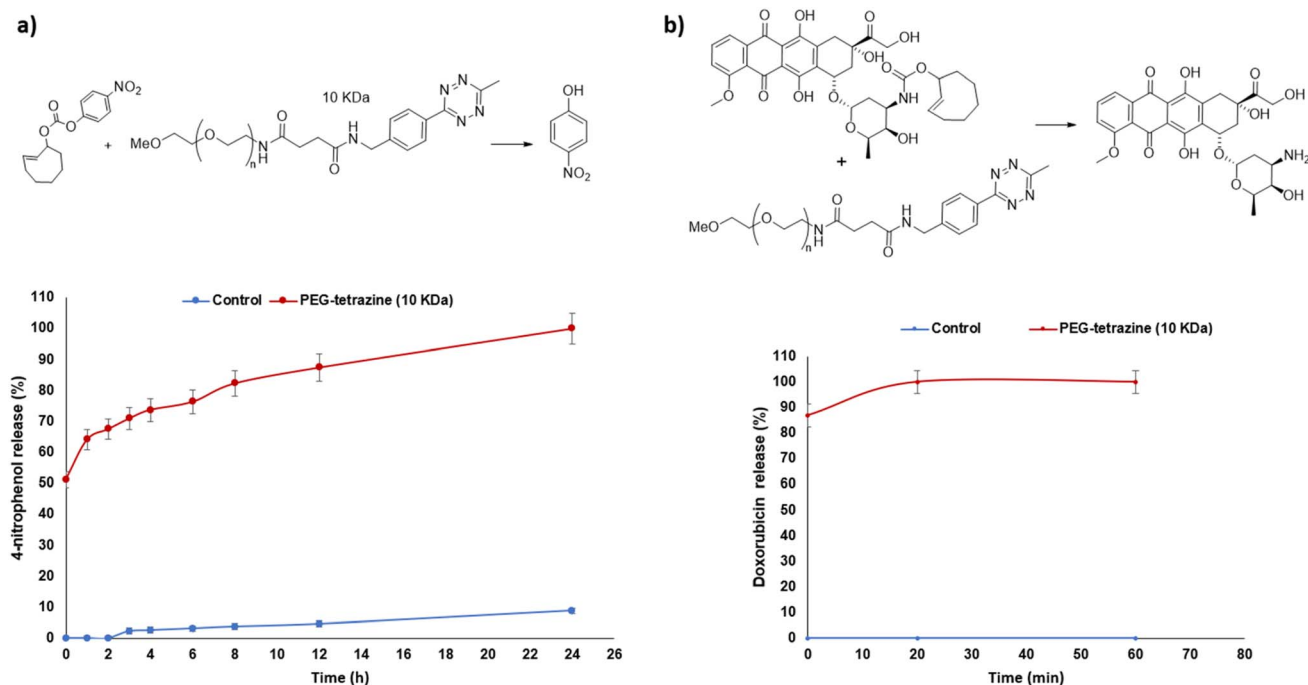 a)
NO₂
O
O
O
+
MeO
O
n
N
H
O
O
H
N
10 KDa
N
N
N
N
OH
NO₂
110
100
90
80
70
60
50
40
30
20
10
0
4-nitrophenol release (%)
Control
PEG-tetrazine (10 KDa)
0 2 4 6 8 10 12 14 16 18 20 22 24 26
Time (h)
b)
O
OH
O
OH
OH
O
O
OH
O
O
O
NH
O
OH
+
MeO
O
n
N
H
O
O
H
N
N
N
N
N
O
OH
O
OH
OH
O
O
OH
O
O
NH₂
O
OH
Control
PEG-tetrazine (10 KDa)
110
100
90
80
70
60
50
40
30
20
10
0
Doxorubicin release (%)
0 10 20 30 40 50 60 70 80
Time (min)